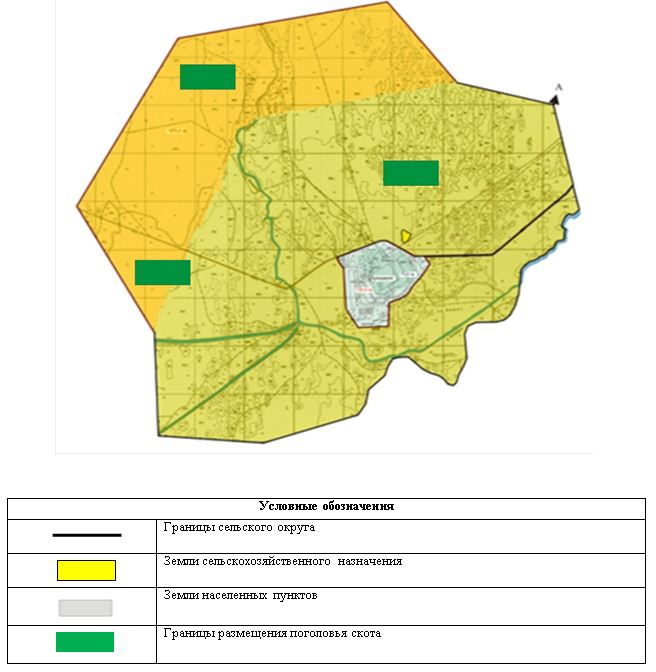 А
Условные обозначения
Границы сельского округа
Земли сельскохозяйственного назначения
Земли населенных пунктов
Границы размещения поголовья скота